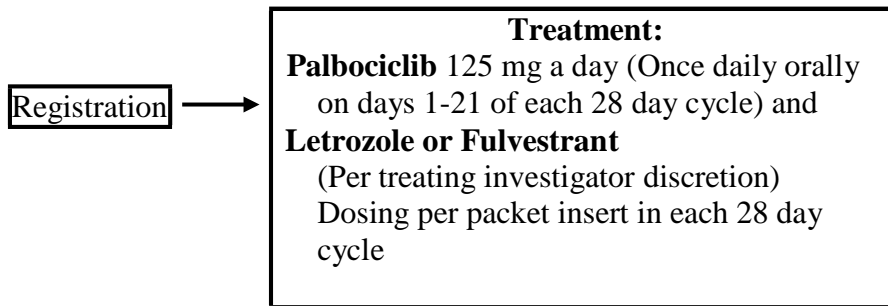 Registration
Treatment:
Palbociclib 125 mg a day (Once daily orally
on days 1-21 of each 28 day cycle) and
Letrozole or Fulvestrant
(Per treating investigator discretion)
Dosing per packet insert in each 28 day
cycle